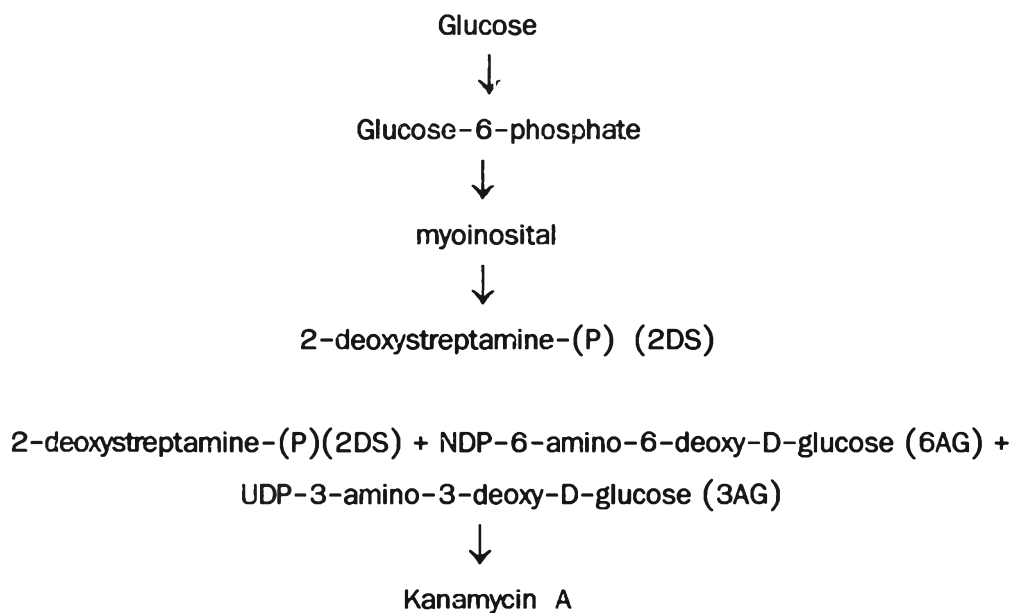 Glucose
Glucose-6-phosphate
myoinosital
2-deoxystreptamine-(P) (2DS)
2-deoxystreptamine-(P)(2DS) + NDP-6-amino-6-deoxy-D-glucose (6AG) +
UDP-3-amino-3-deoxy-D-glucose (3AG)
Kanamycin A